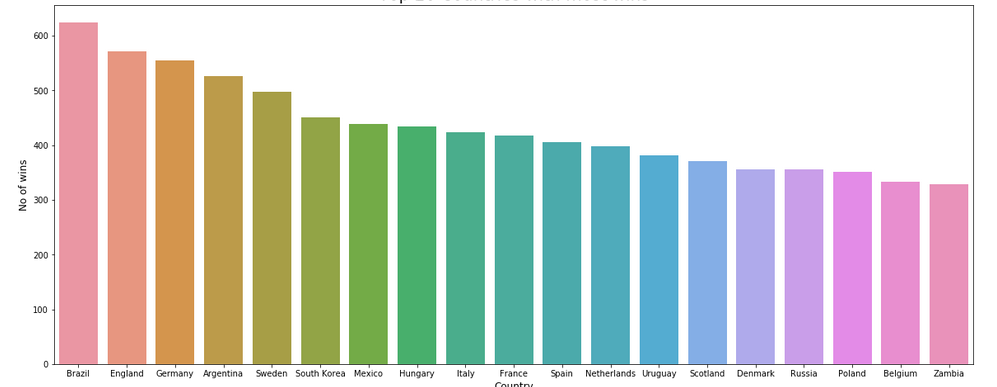 No of wins
600
500
400
300
200
100
0
Brazil England Germany Argentina Sweden South Korea Mexico Hungary Italy France Spain Netherlands Uruguay Scotland Denmark Russia Poland Belgium Zambia
Country